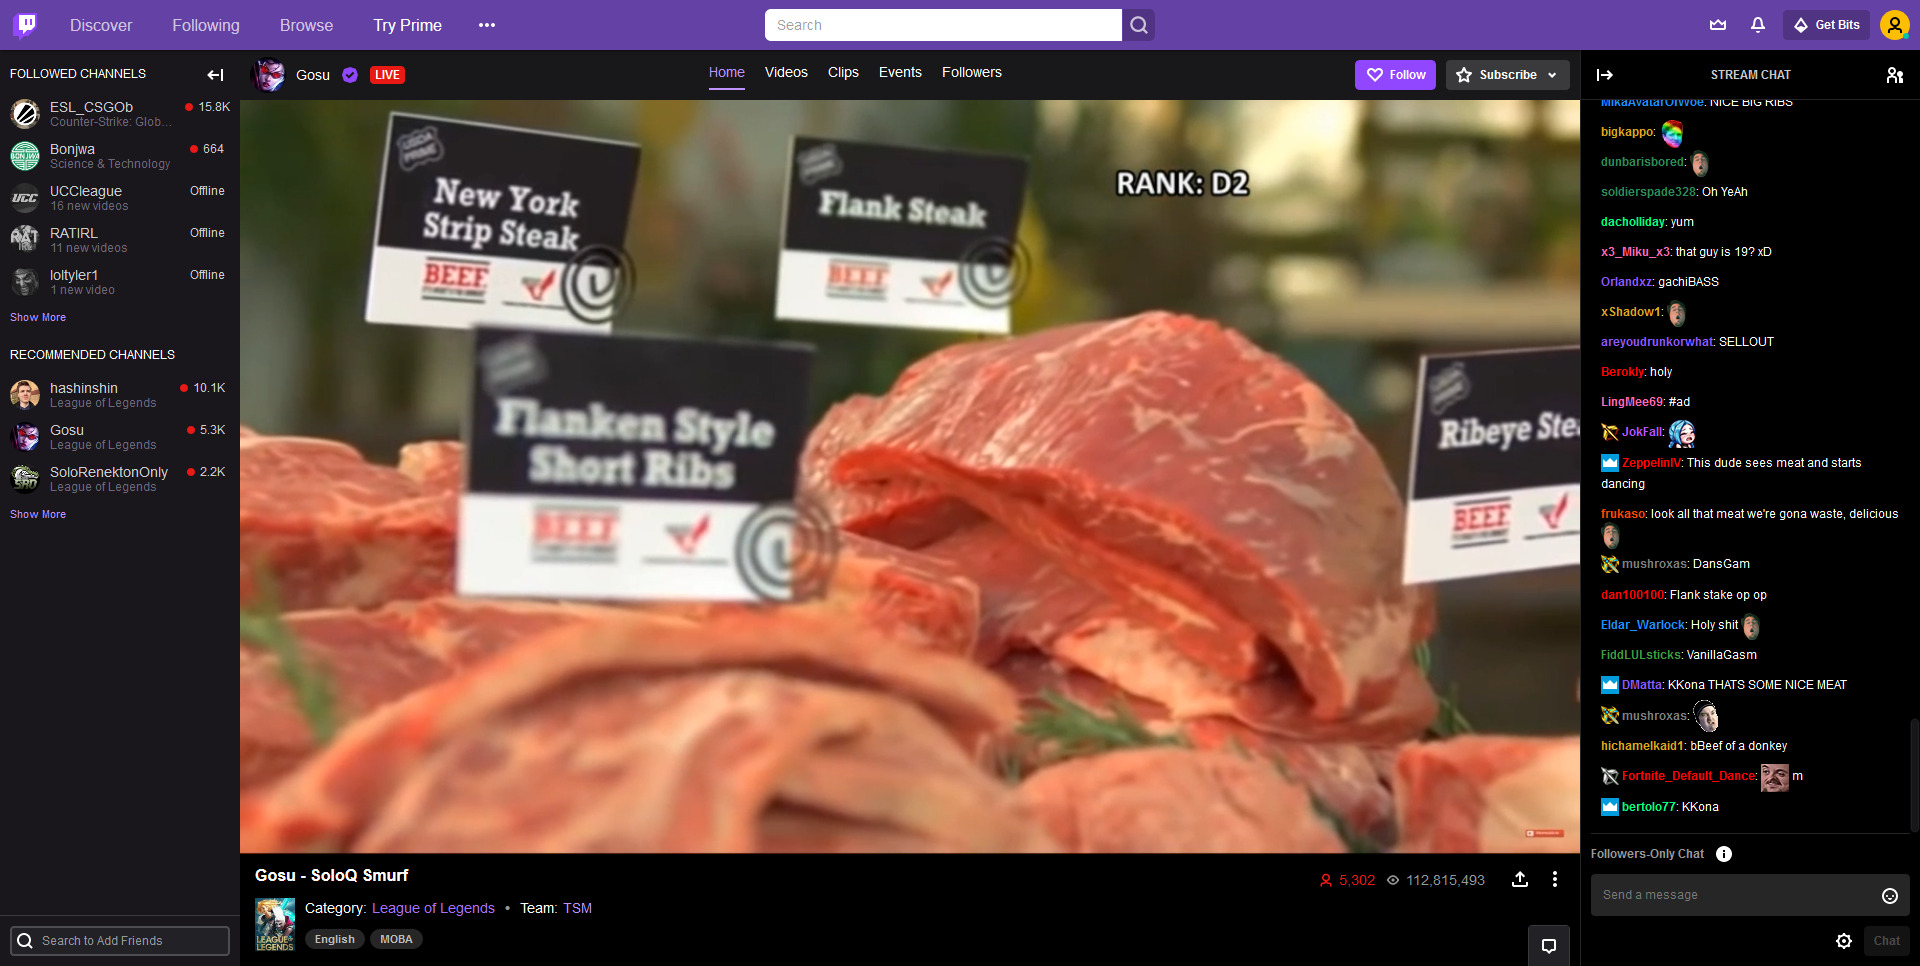 Discover
Following
Browse
Try Prime
Search
Get Bits
FOLLOWED CHANNELS
ESL_CSGOb
15.8K
Counter-Strike: Glob...
Bonjwa
664
Science & Technology
UCCleague
Offline
16 new videos
RATIRL
Offline
11 new videos
loltyler1
Offline
1 new video
Show More
RECOMMENDED CHANNELS
hashinshin
10.1K
League of Legends
Gosu
5.3K
League of Legends
SoloRenektonOnly
2.2K
League of Legends
Show More
Search to Add Friends
Gosu
LIVE
Home
Videos
Clips
Events
Followers
Follow
Subscribe
USDA
PRIME
New York
Strip Steak
BEEF
Flank Steak
BEEF
RANK: D2
Flanken Style
Short Ribs
BEEF
Ribeye Stea
BEEF
Gosu - SoloQ Smurf
5,302
112,815,493
Category: League of Legends • Team: TSM
English
MOBA
LEAGUE
LEGENDS
STREAM CHAT
MikaAvatarOfWoe: NICE BIG RIBS
bigkappo:
dunbarisbored:
soldierspade328: Oh YeAh
dacholliday: yum
x3_Miku_x3: that guy is 19? xD
Orlandxz: gachiBASS
xShadow1:
areyoudrunkorwhat: SELLOUT
Berokly: holy
LingMee69: #ad
JokFall:
ZeppelinIV: This dude sees meat and starts
dancing
frukaso: look all that meat we're gona waste, delicious
mushroxas: DansGam
dan100100: Flank stake op op
Eldar_Warlock: Holy shit
FiddLULsticks: VanillaGasm
DMatta: KKona THATS SOME NICE MEAT
mushroxas:
hichamelkaid1: bBeef of a donkey
Fortnite_Default_Dance: m
bertolo77: KKona
Followers-Only Chat
Send a message
Chat